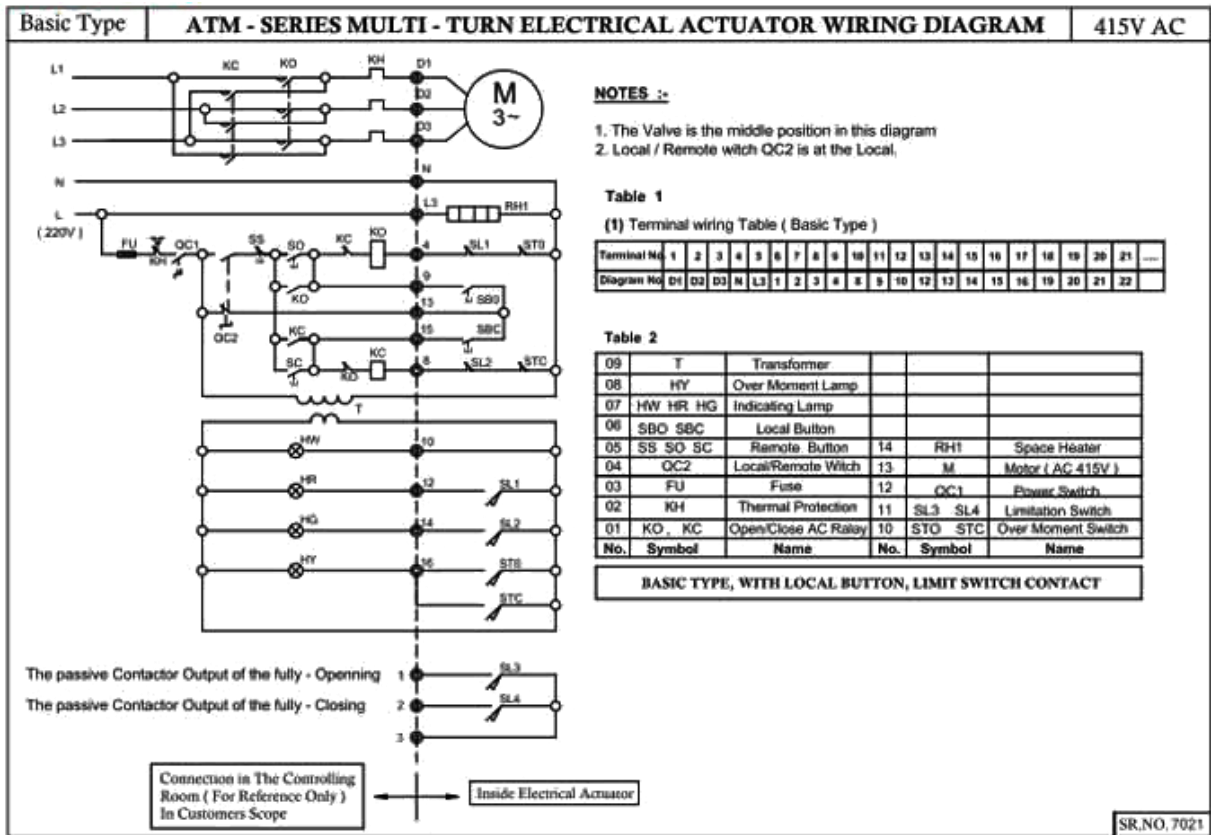 Basic Type
ATM - SERIES MULTI - TURN ELECTRICAL ACTUATOR WIRING DIAGRAM
415V AC
L1 KC KO KH D1
L2 D2
L3 D3
M
3~
N N
L L3 RH1
( 220V )
FU KH QC1 SS SO KC KO 4 SL1 ST0
KO 9 SB0
13
QC2 KC 15 SBC
SC KO KC 8 SL2 STC
T
HW 10
HR 12 SL1
HG 14 SL2
HY 16 ST0
STC
The passive Contactor Output of the fully - Openning 1 SL3
The passive Contactor Output of the fully - Closing 2 SL4
3
Connection in The Controlling
Room ( For Reference Only )
In Customers Scope
Inside Electrical Actuator
NOTES :-
1. The Valve is the middle position in this diagram
2. Local / Remote witch QC2 is at the Local.
Table 1
(1) Terminal wiring Table ( Basic Type )
Terminal No 1 2 3 4 5 6 7 8 9 10 11 12 13 14 15 16 17 18 19 20 21 .....
Diagram No D1 D2 D3 N L3 1 2 3 4 8 9 10 12 13 14 15 16 19 20 21 22
Table 2
09 T Transformer
08 HY Over Moment Lamp
07 HW HR HG Indicating Lamp
06 SBO SBC Local Button
05 SS SO SC Remote Button 14 RH1 Space Heater
04 QC2 Local/Remote Witch 13 M Motor ( AC 415V )
03 FU Fuse 12 QC1 Power Switch
02 KH Thermal Protection 11 SL3 SL4 Limitation Switch
01 KO , KC Open/Close AC Ralay 10 STO STC Over Moment Switch
No. Symbol Name No. Symbol Name
BASIC TYPE, WITH LOCAL BUTTON, LIMIT SWITCH CONTACT
SR,NO. 7021